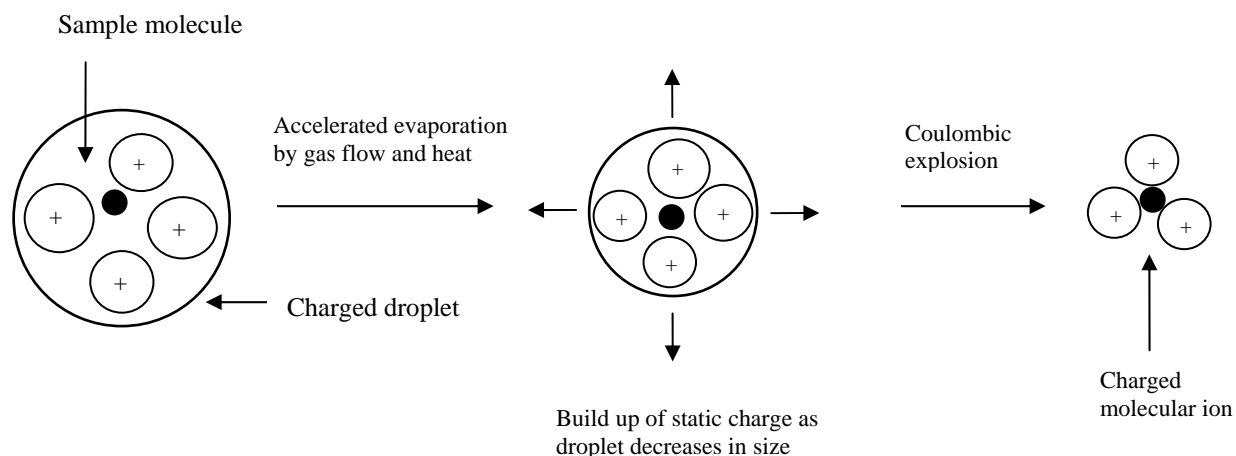 Sample molecule
Accelerated evaporation
by gas flow and heat
Coulombic
explosion
+
+
+
+
+
+
+
+
+
+
+
Charged droplet
Build up of static charge as
droplet decreases in size
Charged
molecular ion